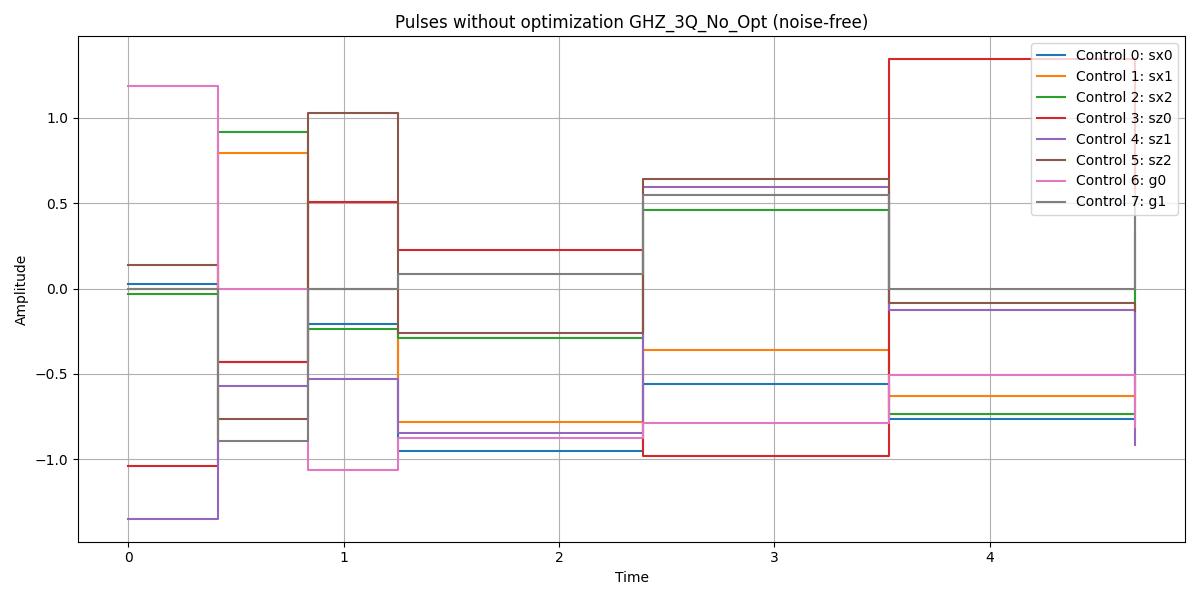 Pulses without optimization GHZ_3Q_No_Opt (noise-free)
Control 0: sx0
Control 1: sx1
Control 2: sx2
Control 3: sz0
Control 4: sz1
Control 5: sz2
Control 6: g0
Control 7: g1
1.0
0.5
0.0
−0.5
−1.0
Amplitude
0 1 2 3 4
Time